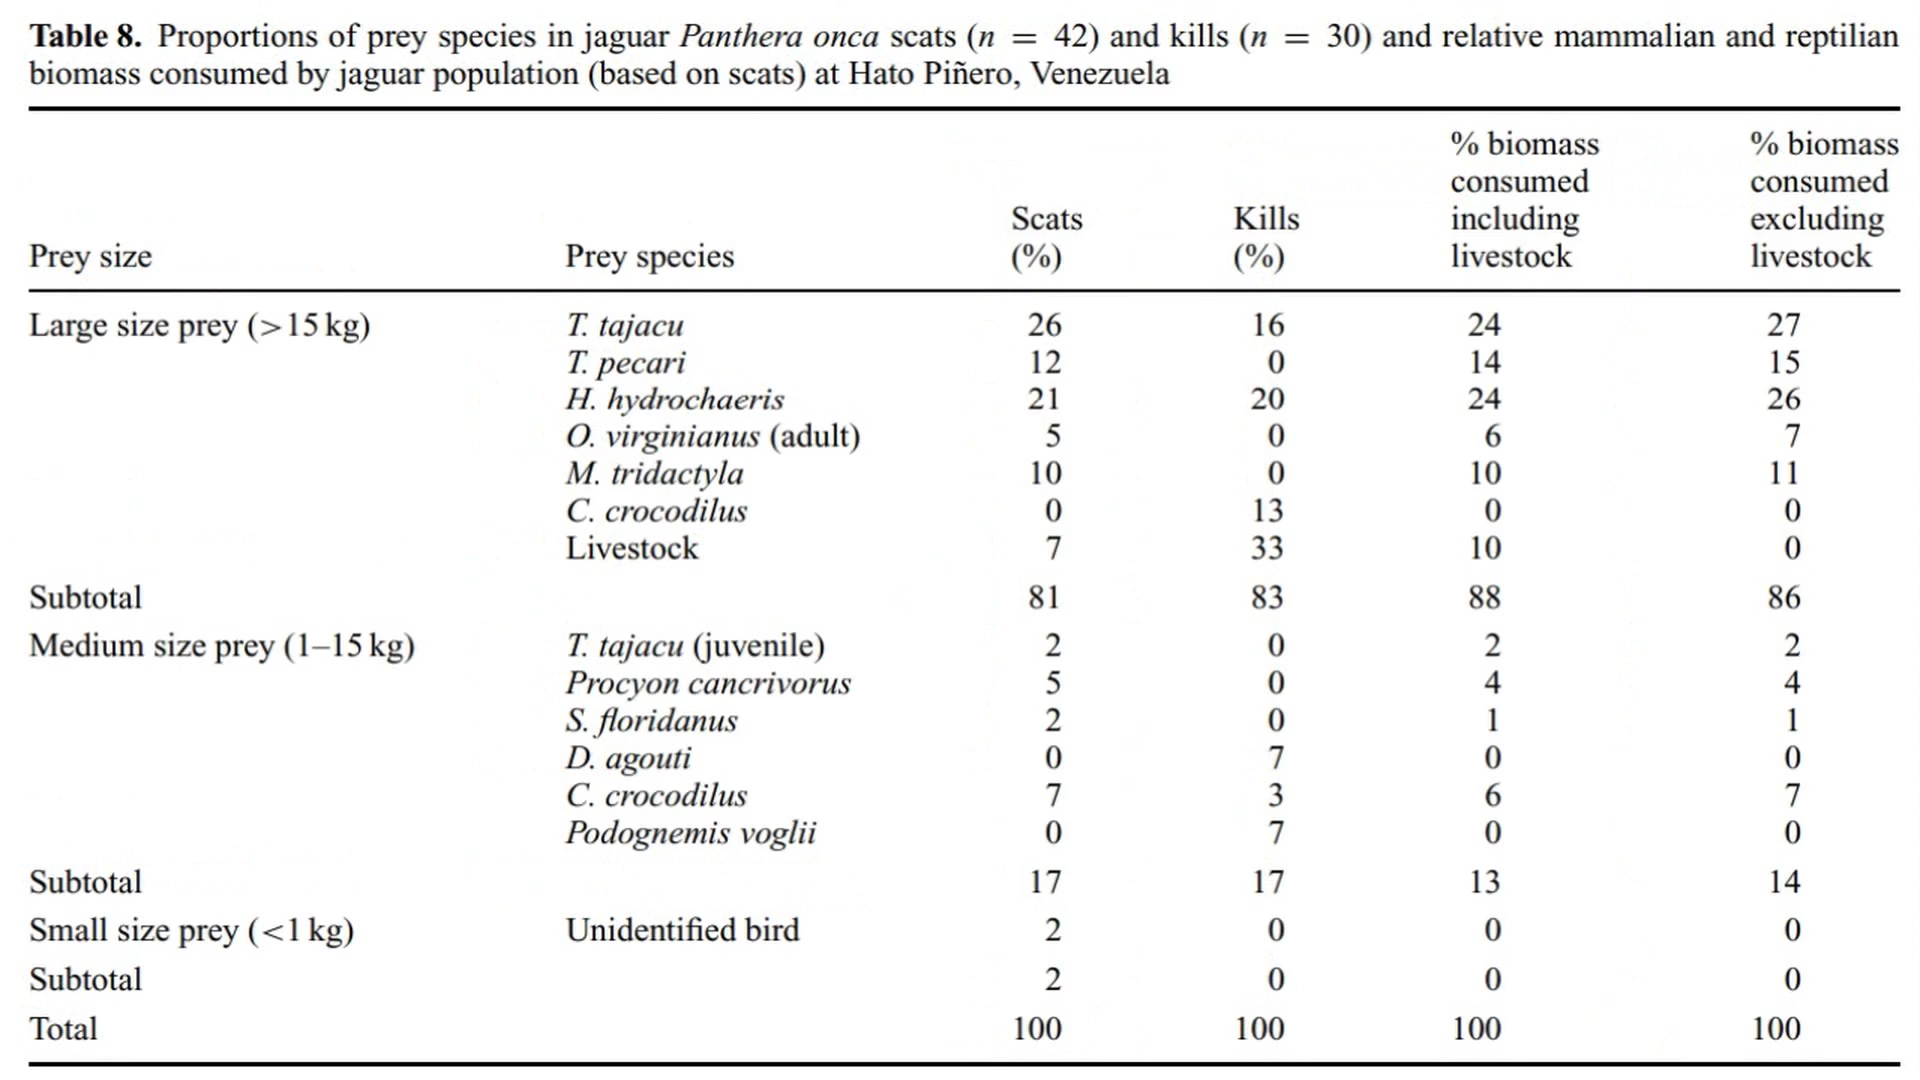 Table 8. Proportions of prey species in jaguar Panthera onca scats (n = 42) and kills (n = 30) and relative mammalian and reptilian
biomass consumed by jaguar population (based on scats) at Hato Piñero, Venezuela
% biomass % biomass
consumed consumed
Scats Kills including excluding
Prey size Prey species (%) (%) livestock livestock
Large size prey (>15 kg) T. tajacu 26 16 24 27
T. pecari 12 0 14 15
H. hydrochaeris 21 20 24 26
O. virginianus (adult) 5 0 6 7
M. tridactyla 10 0 10 11
C. crocodilus 0 13 0 0
Livestock 7 33 10 0
Subtotal 81 83 88 86
Medium size prey (1–15 kg) T. tajacu (juvenile) 2 0 2 2
Procyon cancrivorus 5 0 4 4
S. floridanus 2 0 1 1
D. agouti 0 7 0 0
C. crocodilus 7 3 6 7
Podognemis voglii 0 7 0 0
Subtotal 17 17 13 14
Small size prey (<1 kg) Unidentified bird 2 0 0 0
Subtotal 2 0 0 0
Total 100 100 100 100